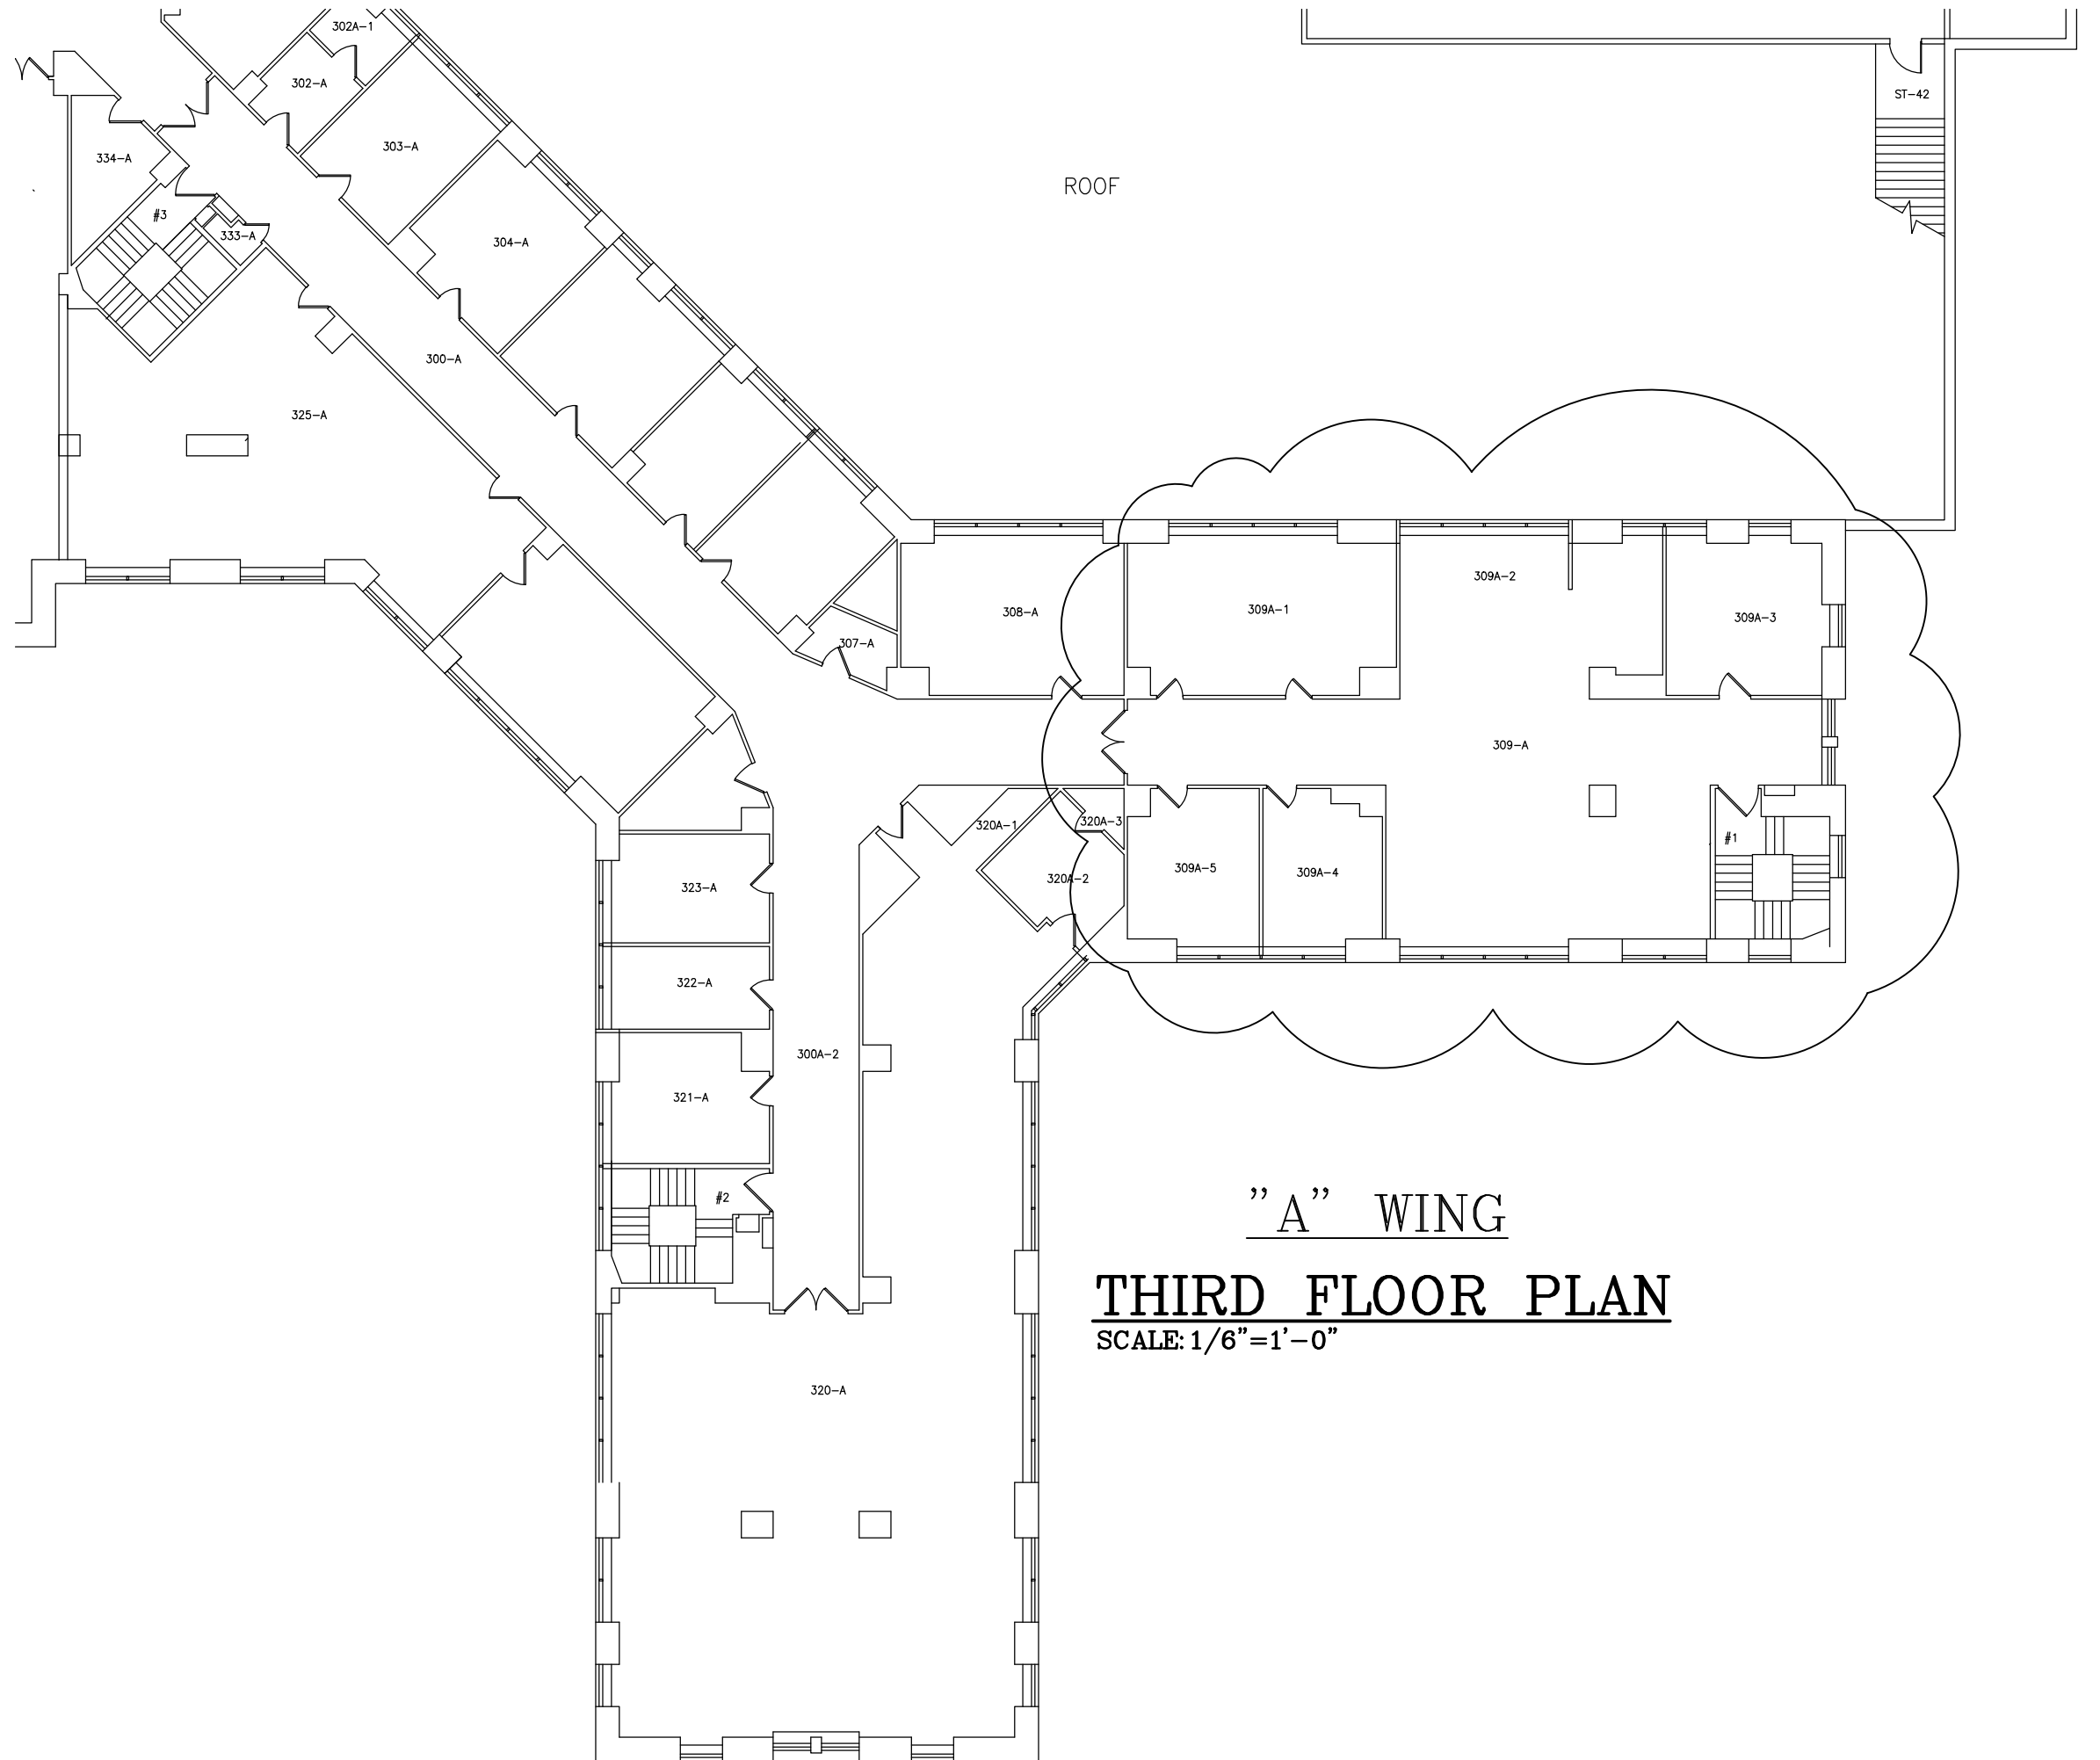 302A-1
302-A
ST-42
303-A
334-A
ROOF
#3
333-A
304-A
300-A
325-A
309A-2
309A-1
308-A
309A-3
307-A
309-A
320A-1
320A-3
#1
309A-5
309A-4
320A-2
323-A
322-A
300A-2
321-A
#2
"A" WING
THIRD FLOOR PLAN
SCALE: 1/6"=1'-0"
320-A